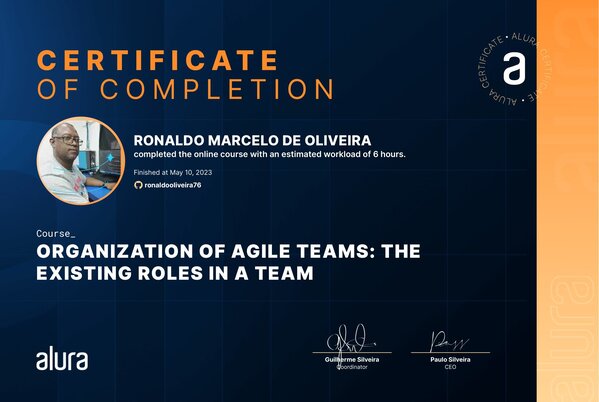 CERTIFICATE
OF COMPLETION
ALURA CERTIFICATE • ALURA CERTIFICATE •
a
RONALDO MARCELO DE OLIVEIRA
completed the online course with an estimated workload of 6 hours.
Finished at May 10, 2023
ronaldooliveira76
Course_
ORGANIZATION OF AGILE TEAMS: THE
EXISTING ROLES IN A TEAM
alura
Guilherme Silveira
Coordinator
Paulo Silveira
CEO
alura